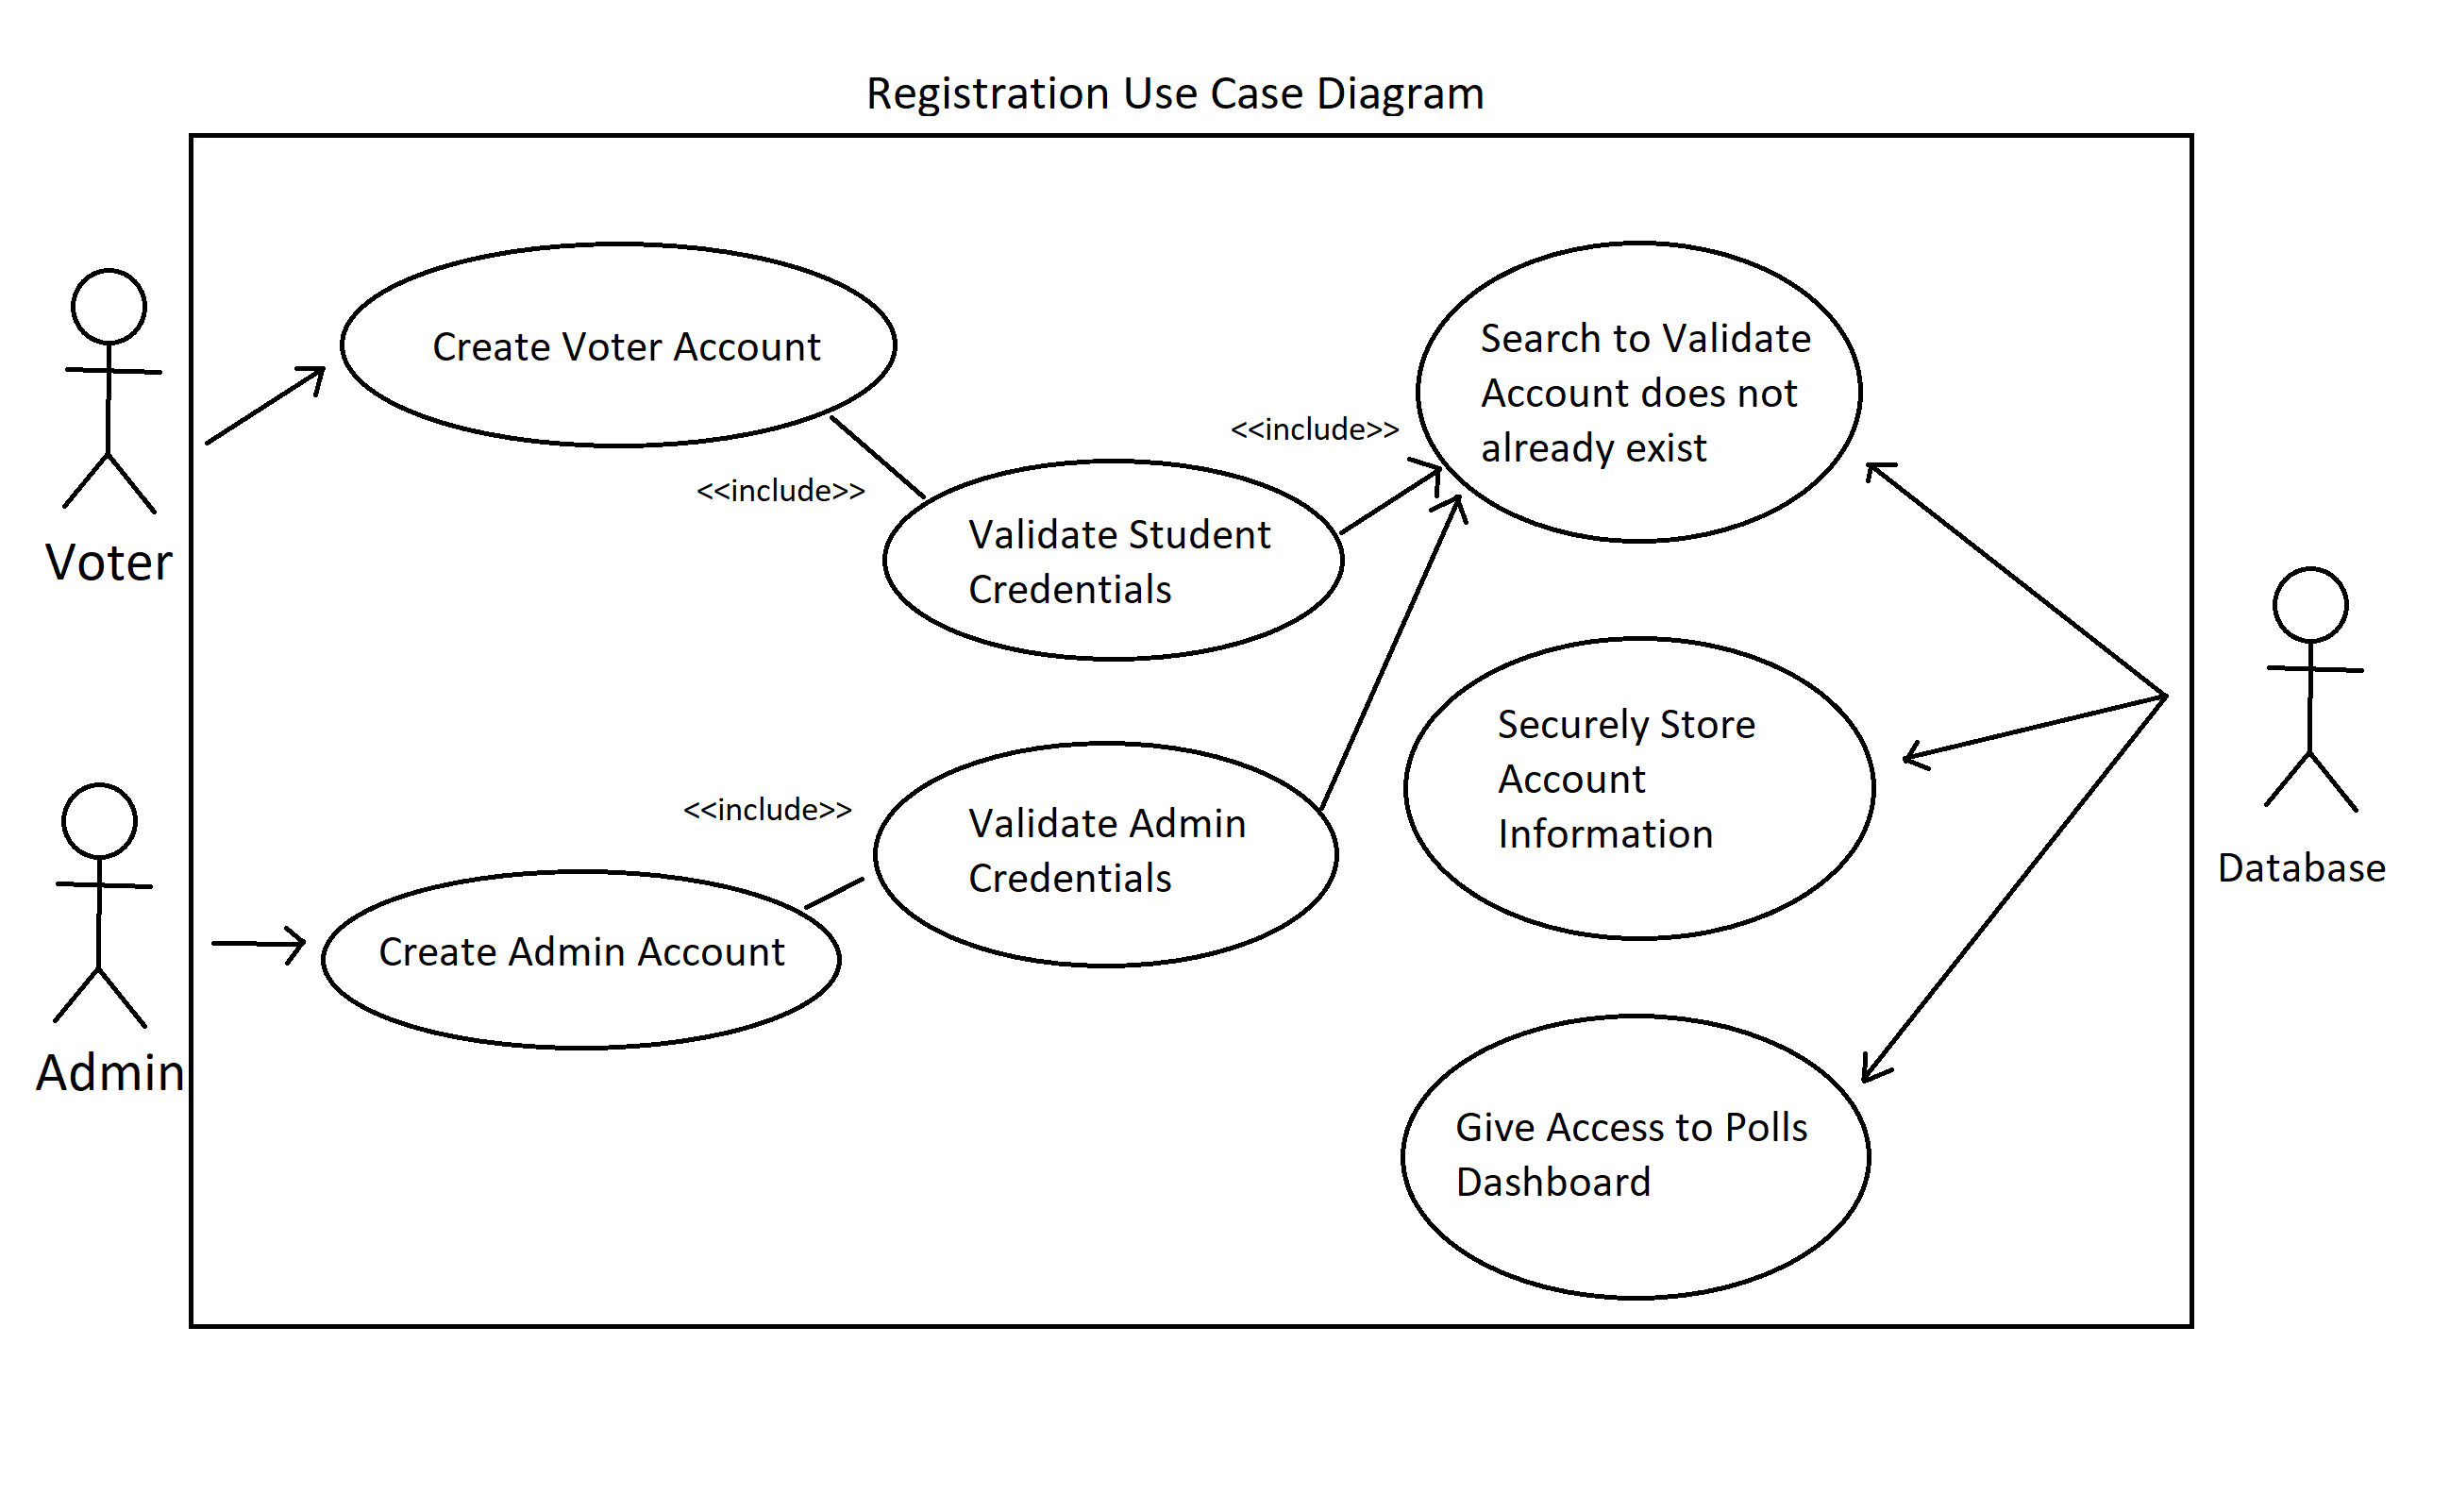 Registration Use Case Diagram
Create Voter Account
Search to Validate
Account does not
already exist
<<include>>
<<include>>
Validate Student
Credentials
Voter
Securely Store
Account
Information
<<include>>
Validate Admin
Credentials
Database
Create Admin Account
Admin
Give Access to Polls
Dashboard